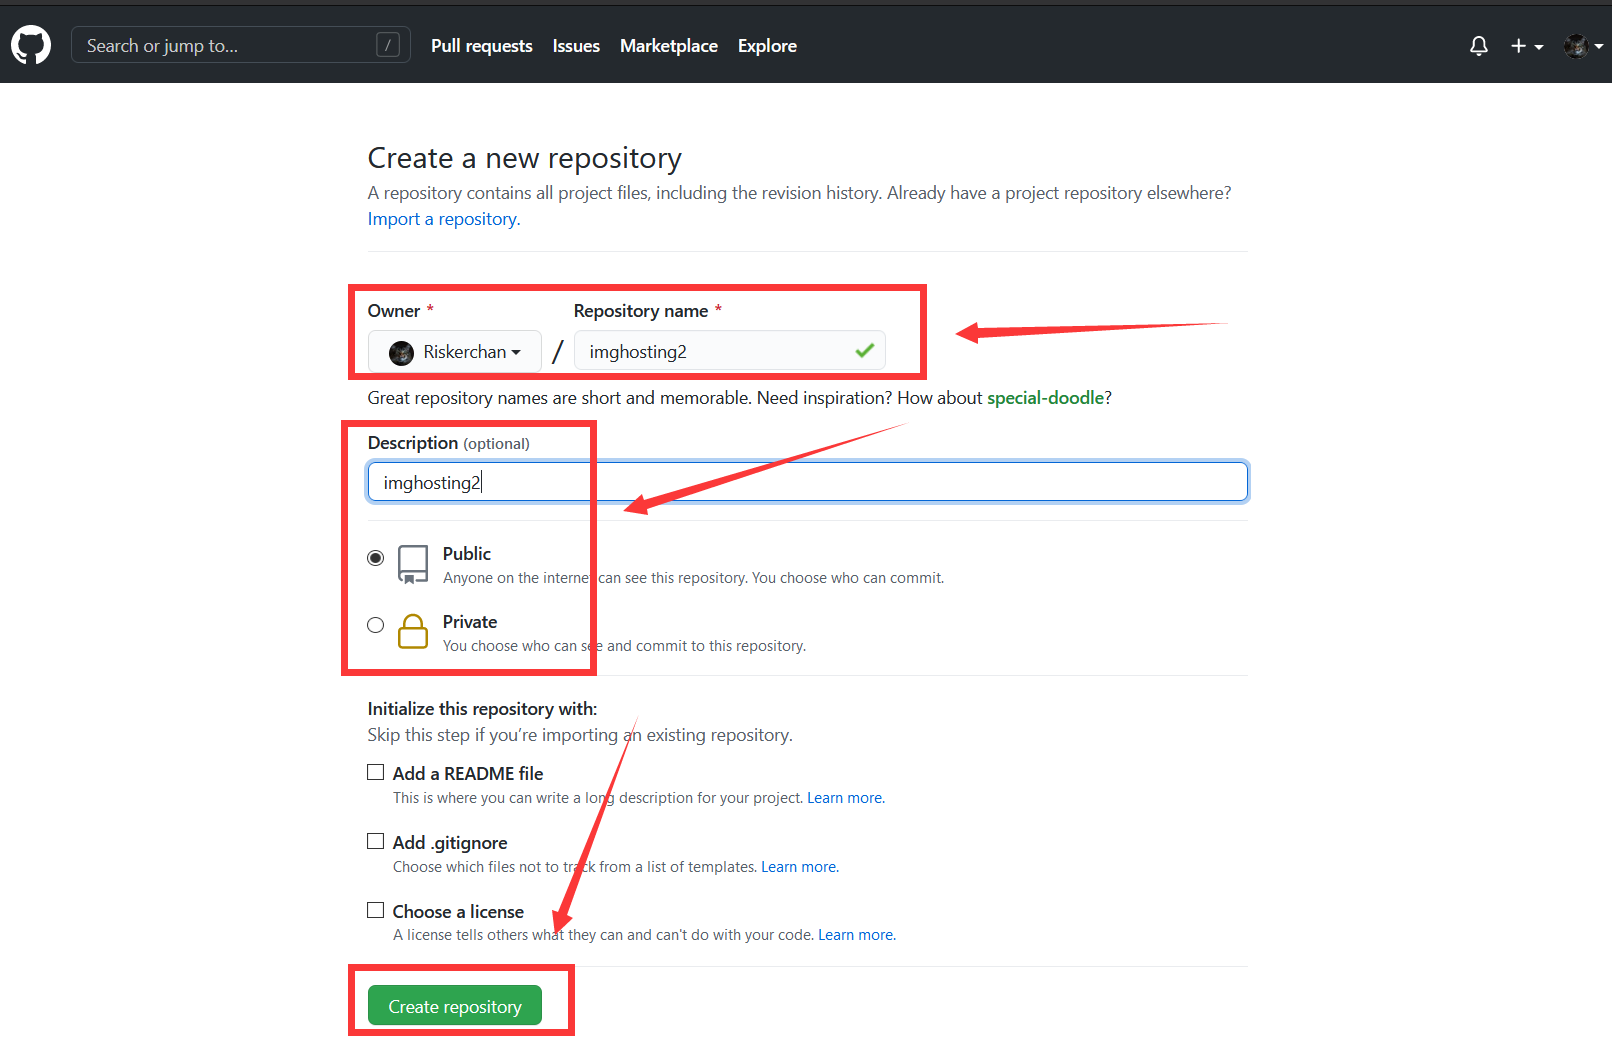 Search or jump to... / Pull requests Issues Marketplace Explore
Create a new repository
A repository contains all project files, including the revision history. Already have a project repository elsewhere?
Import a repository.
Owner * Repository name *
Riskerchan / imghosting2
Great repository names are short and memorable. Need inspiration? How about special-doodle?
Description (optional)
imghosting2
Public
Anyone on the internet can see this repository. You choose who can commit.
Private
You choose who can see and commit to this repository.
Initialize this repository with:
Skip this step if you’re importing an existing repository.
Add a README file
This is where you can write a long description for your project. Learn more.
Add .gitignore
Choose which files not to track from a list of templates. Learn more.
Choose a license
A license tells others what they can and can't do with your code. Learn more.
Create repository